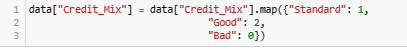 1 data["Credit_Mix"] = data["Credit_Mix"].map({"Standard": 1,
2 "Good": 2,
3 "Bad": 0})